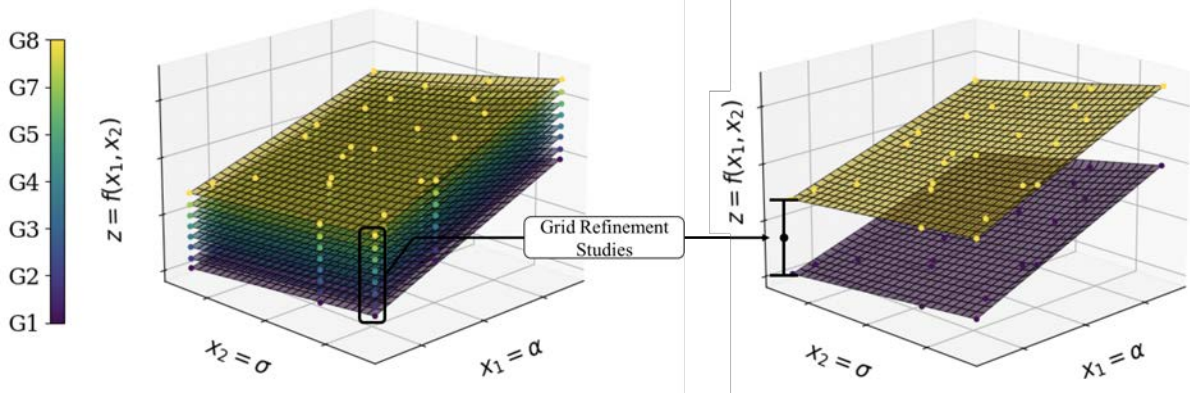 G8
G7
G5
G4
G3
G2
G1
z = f(x₁, x₂)
x₂ = σ
x₁ = α
Grid Refinement
Studies
z = f(x₁, x₂)
x₂ = σ
x₁ = α